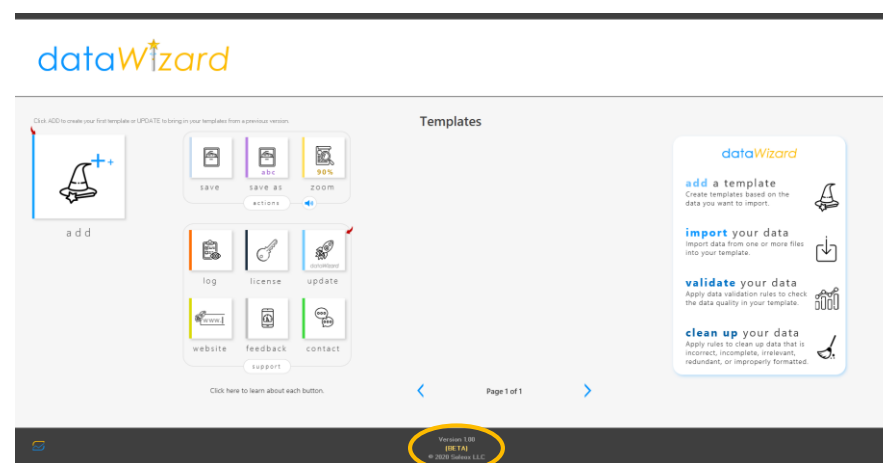 dataWizard
Click ADD to create your first template or UPDATE to bring in your templates from a previous version.
Templates
add
abc
90%
save
save as
zoom
actions
automated
log
license
update
www.
website
feedback
contact
support
Click here to learn about each button.
Page 1 of 1
dataWizard
add a template
Create templates based on the
data you want to import.
import your data
Import data from one or more files
into your template.
validate your data
Apply data validation rules to check
the data quality in your template.
clean up your data
Apply rules to clean up data that is
incorrect, incomplete, irrelevant,
redundant, or improperly formatted.
Version 1.00
(BETA)